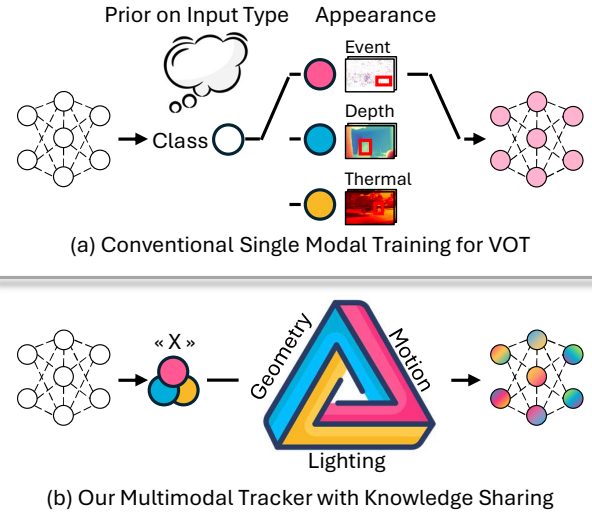 Prior on Input Type
Appearance
Event
Class
Depth
Thermal
(a) Conventional Single Modal Training for VOT
« X »
Geometry
Motion
Lighting
(b) Our Multimodal Tracker with Knowledge Sharing